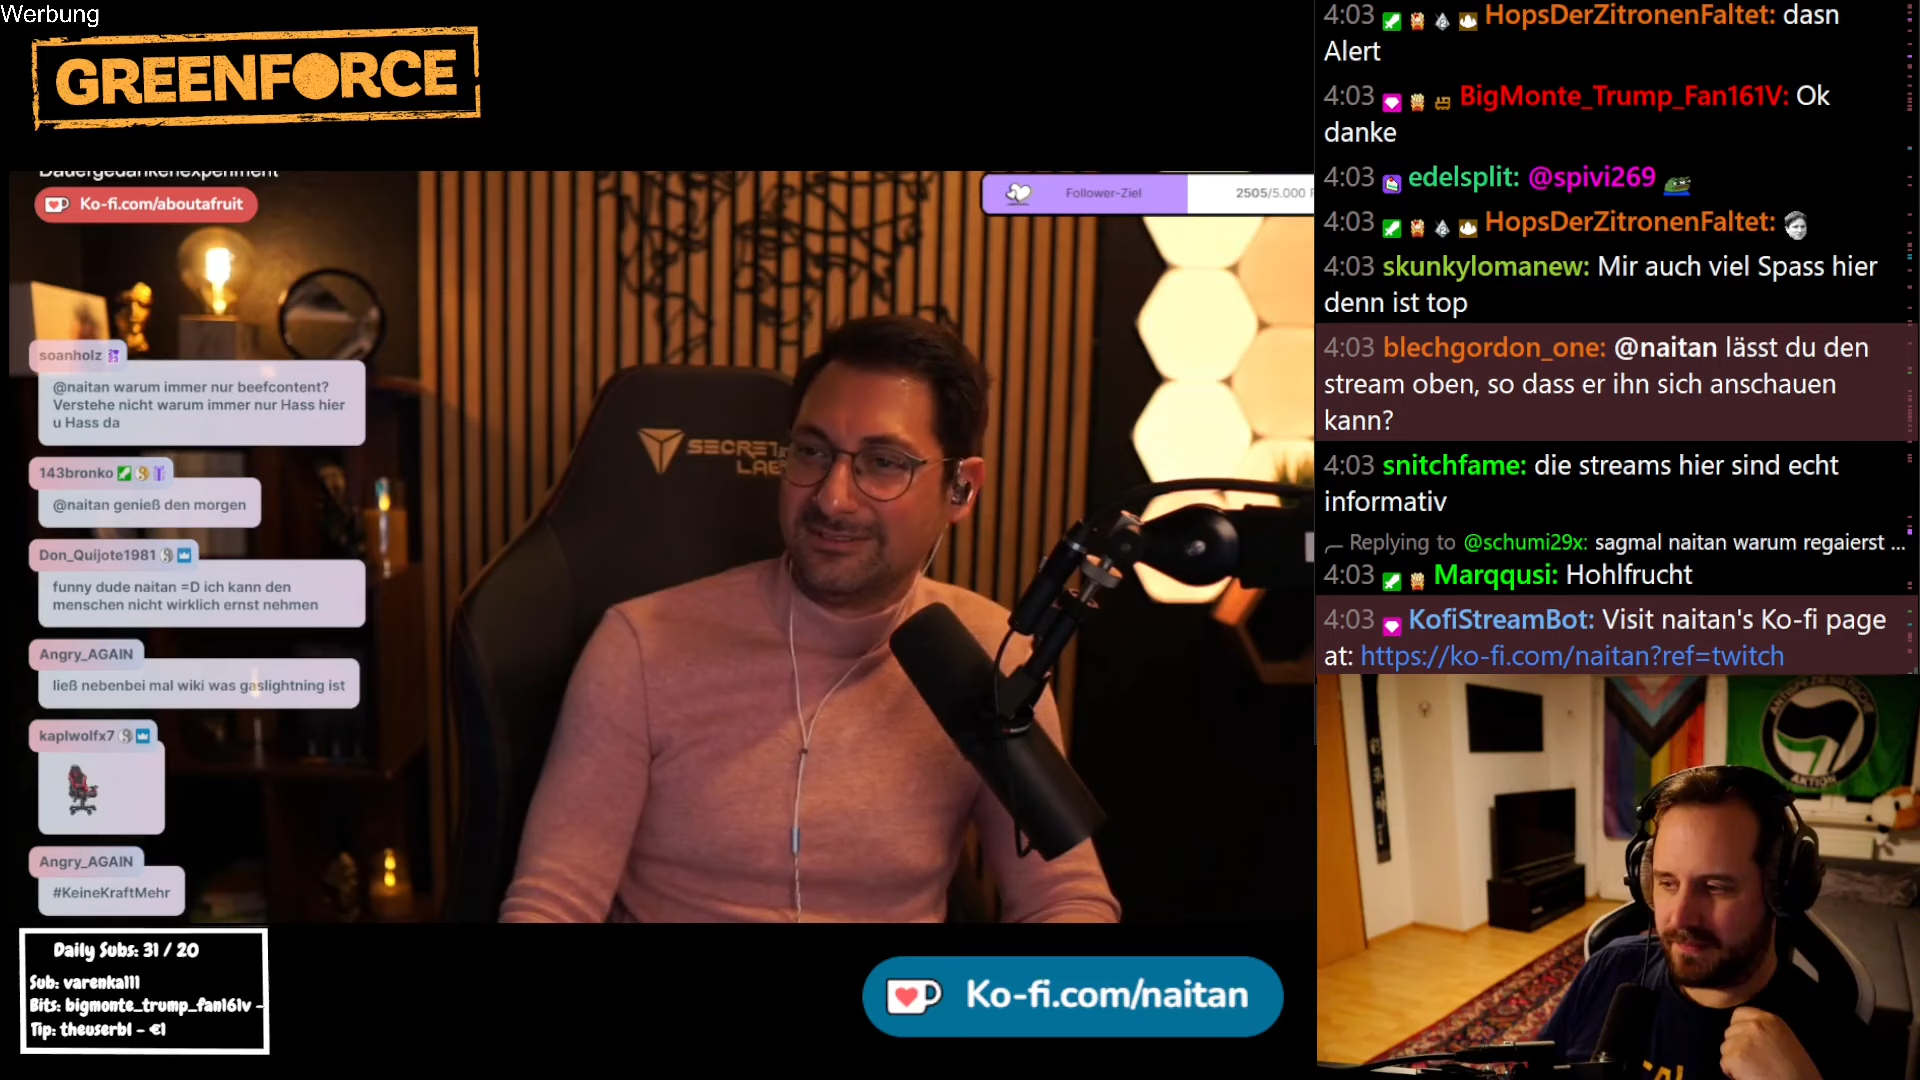 Werbung
GREENFORCE
Dauergedankenexperiment
Ko-fi.com/aboutafruit
Follower-Ziel
2505/5.000
soanholz
@naitan warum immer nur beefcontent?
Verstehe nicht warum immer nur Hass hier
u Hass da
143bronko
@naitan genieß den morgen
Don_Quijote1981
funny dude naitan =D ich kann den
menschen nicht wirklich ernst nehmen
Angry_AGAIN
ließ nebenbei mal wiki was gaslightning ist
kaplwolfx7
Angry_AGAIN
#KeineKraftMehr
SECRETLAB
Daily Subs: 31 / 20
Sub: varenka111
Bits: bigmonte_trump_fan161v -
Tip: theuserbl - €1
Ko-fi.com/naitan
4:03 HopsDerZitronenFaltet: dasn
Alert
4:03 BigMonte_Trump_Fan161V: Ok
danke
4:03 edelsplit: @spivi269
4:03 HopsDerZitronenFaltet:
4:03 skunkylomanew: Mir auch viel Spass hier
denn ist top
4:03 blechgordon_one: @naitan lässt du den
stream oben, so dass er ihn sich anschauen
kann?
4:03 snitchfame: die streams hier sind echt
informativ
Replying to @schumi29x: sagmal naitan warum regaierst ...
4:03 Marqqusi: Hohlfrucht
4:03 KofiStreamBot: Visit naitan's Ko-fi page
at: https://ko-fi.com/naitan?ref=twitch
AKTION